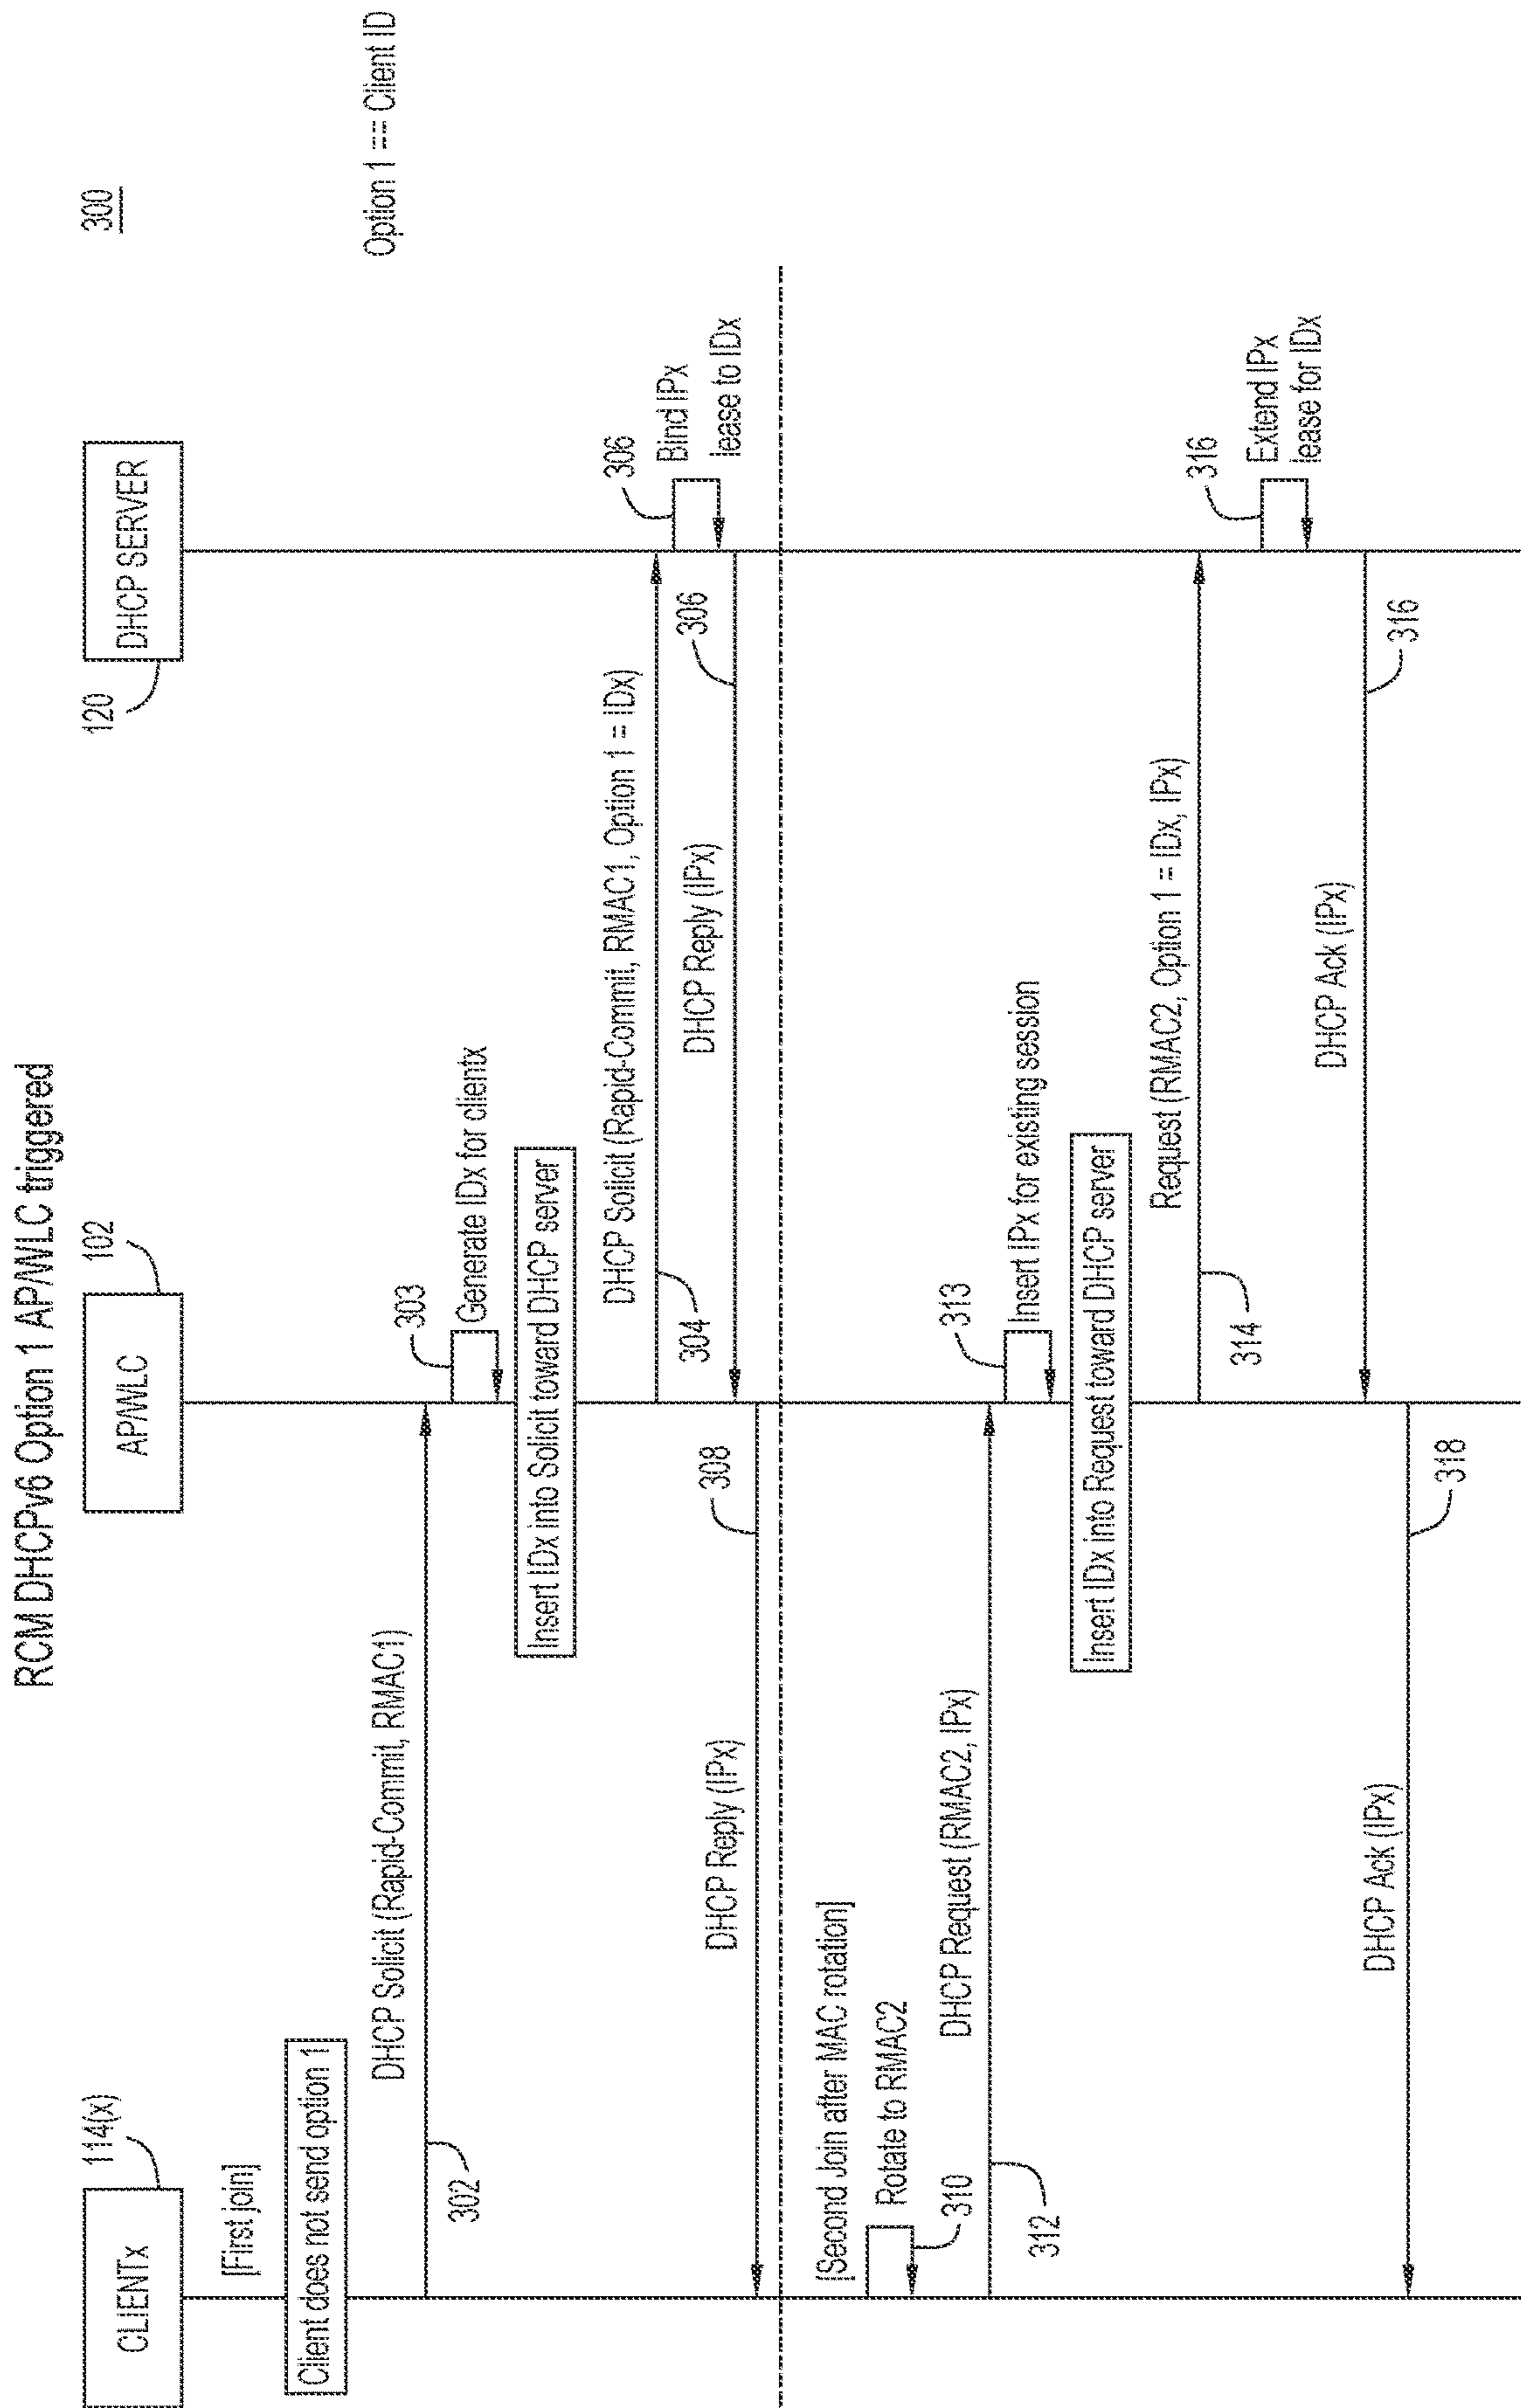 RCM DHCPv6 Option 1 AP/WLC triggered
300
Option 1 == Client ID
114(x)
102
120
CLIENTx
AP/WLC
DHCP SERVER
[First join]
Client does not send option 1
DHCP Solicit (Rapid-Commit, RMAC1)
302
303
Generate IDx for clientx
Insert IDx into Solicit toward DHCP server
DHCP Solicit (Rapid-Commit, RMAC1, Option 1 = IDx)
304
306
Bind IPx
lease to IDx
DHCP Reply (IPx)
306
DHCP Reply (IPx)
308
[Second Join after MAC rotation]
Rotate to RMAC2
310
DHCP Request (RMAC2, IPx)
312
313
Insert IPx for existing session
Insert IDx into Request toward DHCP server
Request (RMAC2, Option 1 = IDx, IPx)
314
316
Extend IPx
lease for IDx
DHCP Ack (IPx)
316
DHCP Ack (IPx)
318